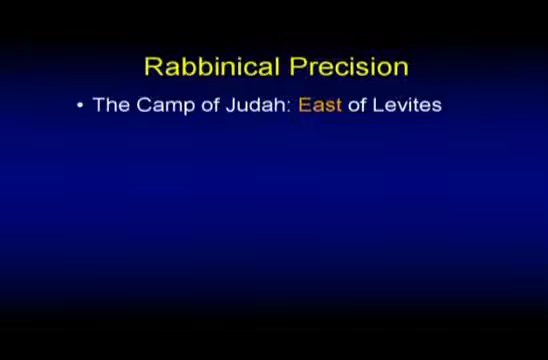 Rabbinical Precision
• The Camp of Judah: East of Levites